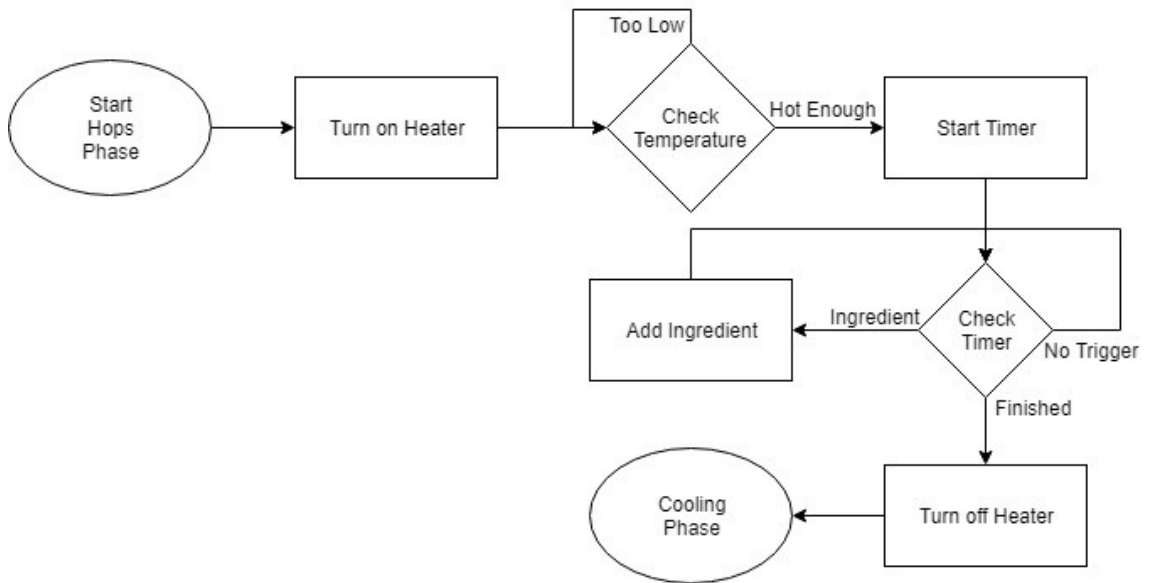 Too Low
Start
Hops
Phase
Turn on Heater
Check
Temperature
Hot Enough
Start Timer
Add Ingredient
Ingredient
Check
Timer
No Trigger
Finished
Cooling
Phase
Turn off Heater